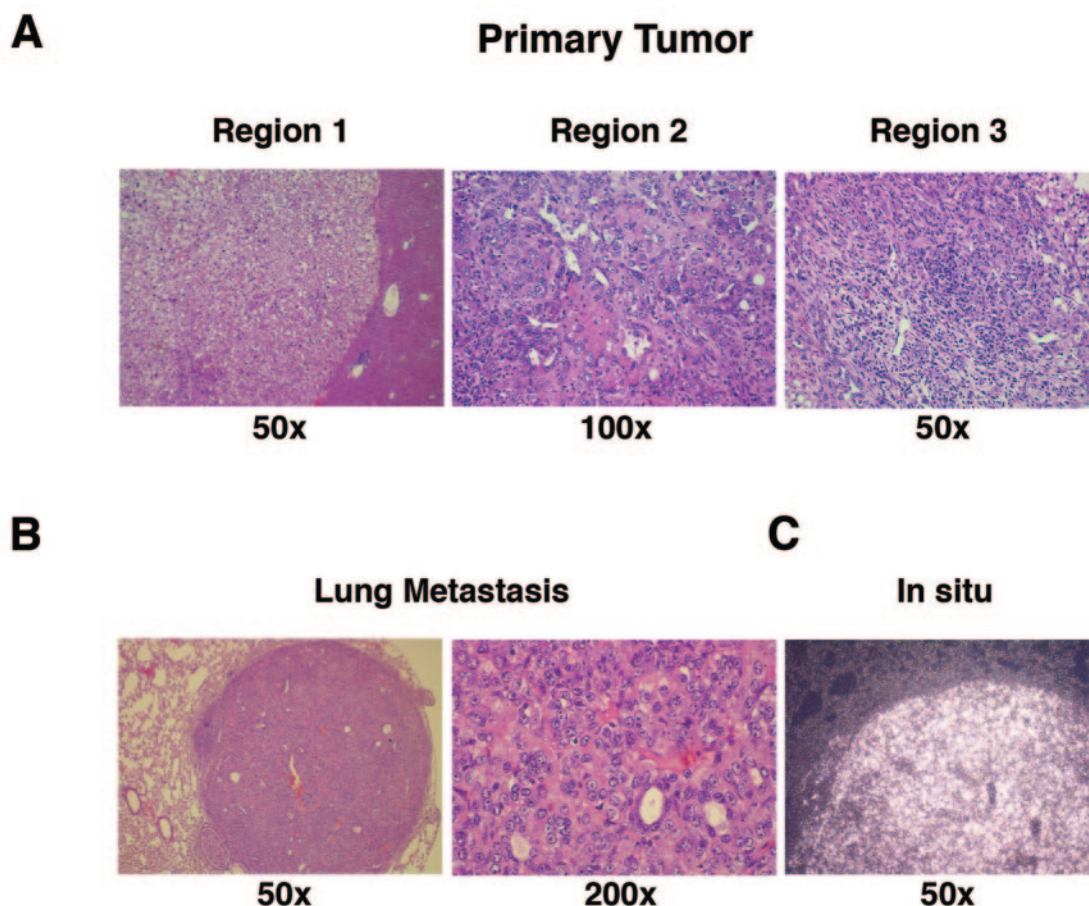 A
Primary Tumor
Region 1 Region 2 Region 3
50x 100x 50x
B C
Lung Metastasis In situ
50x 200x 50x